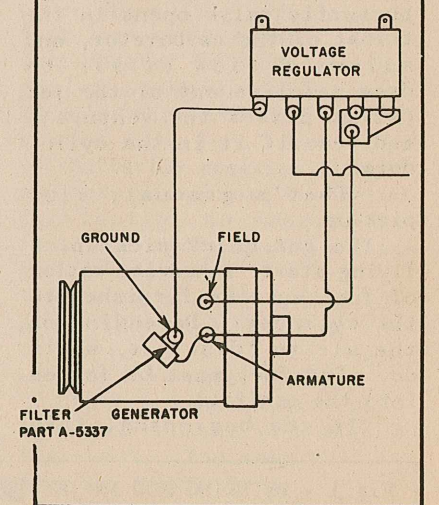 VOLTAGE
REGULATOR
GROUND
FIELD
ARMATURE
FILTER
PART A-5337
GENERATOR